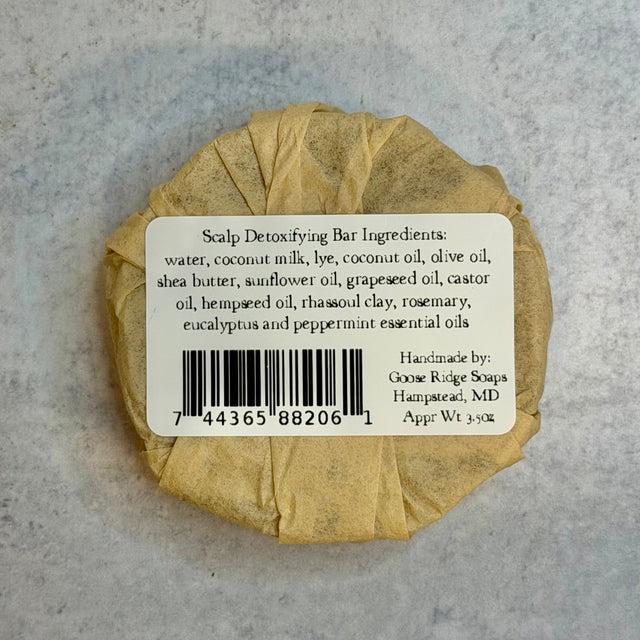 Scalp Detoxifying Bar Ingredients:
water, coconut milk, lye, coconut oil, olive oil,
shea butter, sunflower oil, grapeseed oil, castor
oil, hempseed oil, rhassoul clay, rosemary,
eucalyptus and peppermint essential oils
Handmade by:
Goose Ridge Soaps
Hampstead, MD
Appr Wt 3.5oz
7 44365 88206 1